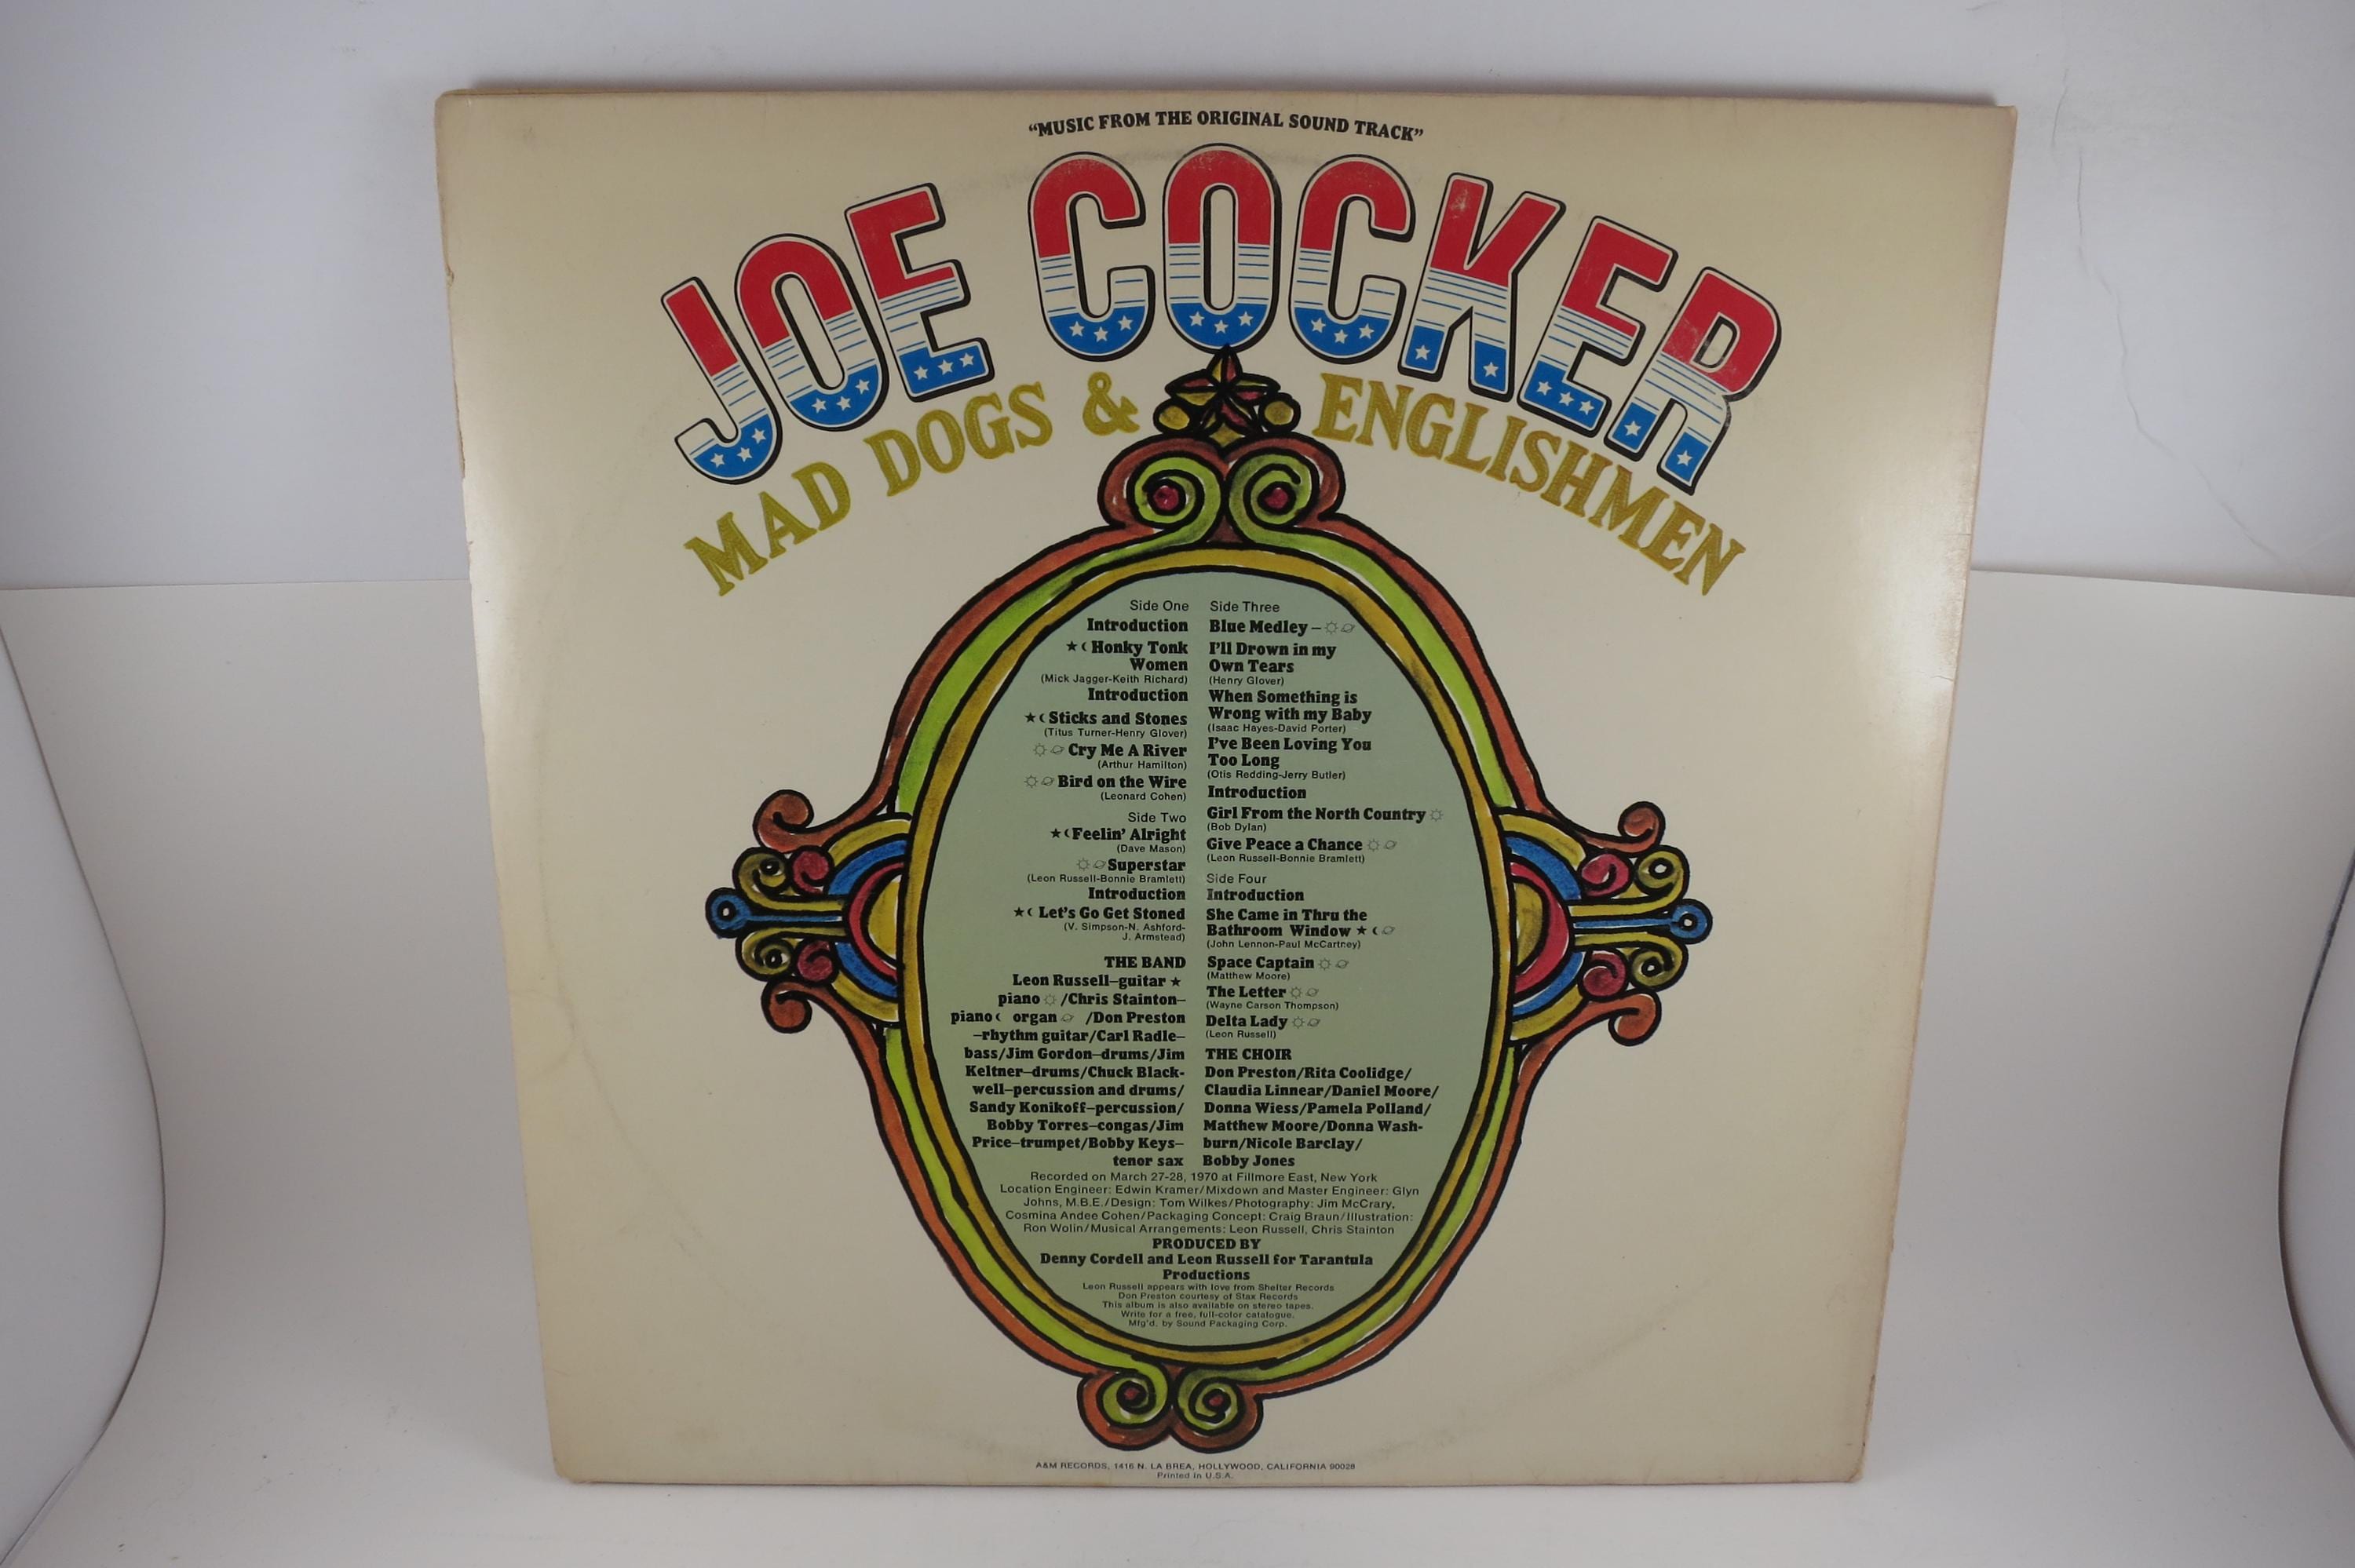 “MUSIC FROM THE ORIGINAL SOUND TRACK”
JOE COCKER
MAD DOGS & ENGLISHMEN
Side One
Introduction
★☾Honky Tonk
Women
(Mick Jagger-Keith Richard)
Introduction
★☾Sticks and Stones
(Titus Turner-Henry Glover)
Cry Me A River
(Arthur Hamilton)
Bird on the Wire
(Leonard Cohen)
Side Two
★☾Feelin’ Alright
(Dave Mason)
Superstar
(Leon Russell-Bonnie Bramlett)
Introduction
★☾Let’s Go Get Stoned
(V. Simpson-N. Ashford-
J. Armstead)
THE BAND
Leon Russell–guitar ★
piano ☼ /Chris Stainton–
piano☾ organ /Don Preston
–rhythm guitar/Carl Radle–
bass/Jim Gordon–drums/Jim
Keltner–drums/Chuck Black-
well–percussion and drums/
Sandy Konikoff–percussion/
Bobby Torres–congas/Jim
Price–trumpet/Bobby Keys–
tenor sax
Side Three
Blue Medley –
I’ll Drown in my
Own Tears
(Henry Glover)
When Something is
Wrong with my Baby
(Isaac Hayes-David Porter)
I’ve Been Loving You
Too Long
(Otis Redding-Jerry Butler)
Introduction
Girl From the North Country ☼
(Bob Dylan)
Give Peace a Chance
(Leon Russell-Bonnie Bramlett)
Side Four
Introduction
She Came in Thru the
Bathroom Window ★☾
(John Lennon-Paul McCartney)
Space Captain
(Matthew Moore)
The Letter
(Wayne Carson Thompson)
Delta Lady
(Leon Russell)
THE CHOIR
Don Preston/Rita Coolidge/
Claudia Linnear/Daniel Moore/
Donna Wiess/Pamela Polland/
Matthew Moore/Donna Wash-
burn/Nicole Barclay/
Bobby Jones
Recorded on March 27-28, 1970 at Fillmore East, New York
Location Engineer: Edwin Kramer/Mixdown and Master Engineer: Glyn
Johns, M.B.E./Design: Tom Wilkes/Photography: Jim McCrary,
Cosmina Andee Cohen/Packaging Concept: Craig Braun/Illustration:
Ron Wolin/Musical Arrangements: Leon Russell, Chris Stainton
PRODUCED BY
Denny Cordell and Leon Russell for Tarantula
Productions
Leon Russell appears with love from Shelter Records
Don Preston courtesy of Stax Records
This album is also available on stereo tapes.
Write for a free, full-color catalogue.
Mfg’d. by Sound Packaging Corp.
A&M RECORDS, 1416 N. LA BREA, HOLLYWOOD, CALIFORNIA 90028
Printed in U.S.A.